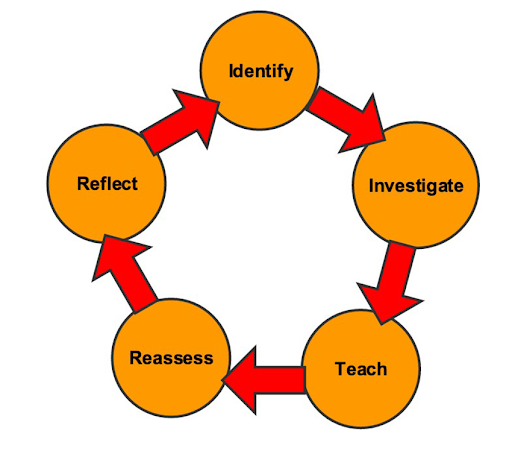 Identify
Investigate
Teach
Reassess
Reflect